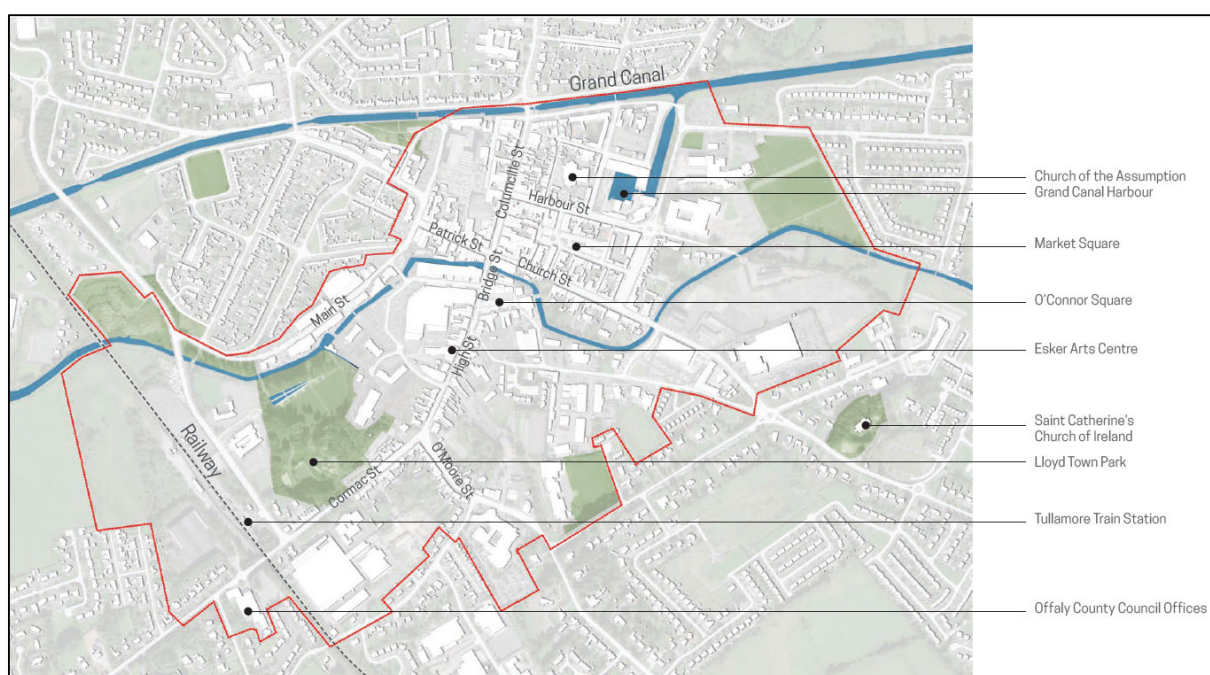 Grand Canal
Columcille St
Harbour St
Patrick St
Church St
Bridge St
Main St
High St
Railway
Cormac St
O'Moore St
Church of the Assumption
Grand Canal Harbour
Market Square
O'Connor Square
Esker Arts Centre
Saint Catherine's
Church of Ireland
Lloyd Town Park
Tullamore Train Station
Offaly County Council Offices